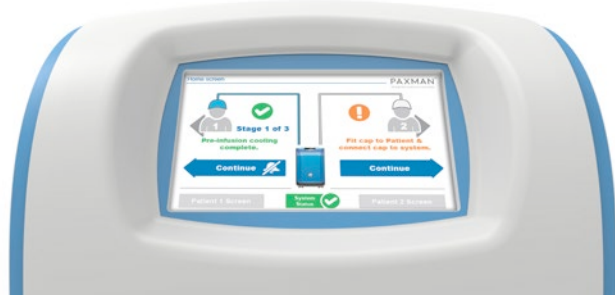 Home screen
PAXMAN
1
Stage 1 of 3
Pre-infusion cooling
complete.
Continue
2
Fit cap to Patient &
connect cap to system.
Continue
Patient 1 Screen
System
Status
Patient 2 Screen